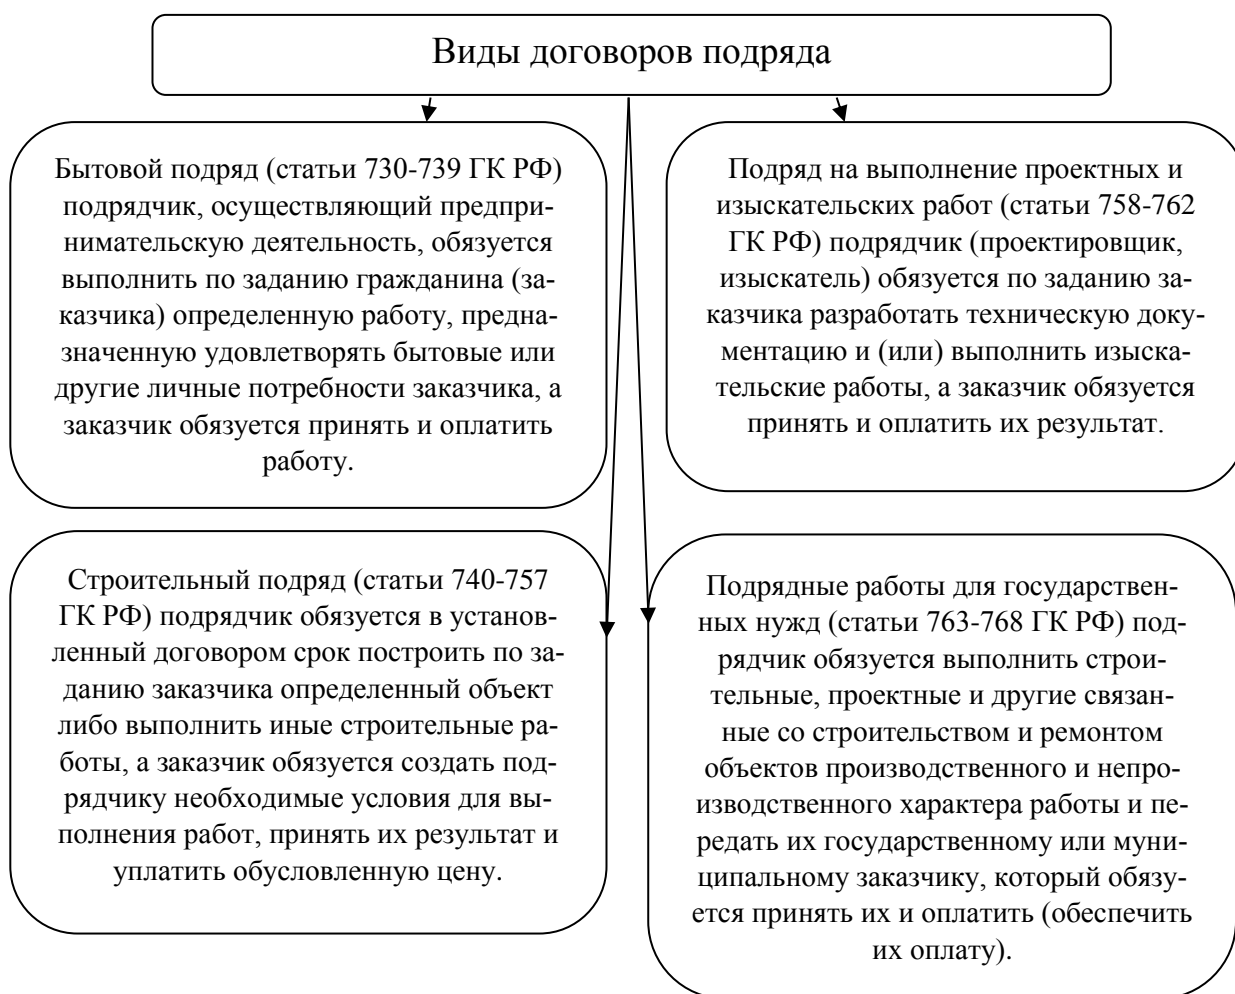 Виды договоров подряда
Бытовой подряд (статьи 730-739 ГК РФ)
подрядчик, осуществляющий предпри-
нимательскую деятельность, обязуется
выполнить по заданию гражданина (за-
казчика) определенную работу, предна-
значенную удовлетворять бытовые или
другие личные потребности заказчика, а
заказчик обязуется принять и оплатить
работу.
Подряд на выполнение проектных и
изыскательских работ (статьи 758-762
ГК РФ) подрядчик (проектировщик,
изыскатель) обязуется по заданию за-
казчика разработать техническую доку-
ментацию и (или) выполнить изыска-
тельские работы, а заказчик обязуется
принять и оплатить их результат.
Строительный подряд (статьи 740-757
ГК РФ) подрядчик обязуется в установ-
ленный договором срок построить по за-
данию заказчика определенный объект
либо выполнить иные строительные ра-
боты, а заказчик обязуется создать под-
рядчику необходимые условия для вы-
полнения работ, принять их результат и
уплатить обусловленную цену.
Подрядные работы для государствен-
ных нужд (статьи 763-768 ГК РФ) под-
рядчик обязуется выполнить строи-
тельные, проектные и другие связан-
ные со строительством и ремонтом
объектов производственного и непро-
изводственного характера работы и пе-
редать их государственному или муни-
ципальному заказчику, который обязу-
ется принять их и оплатить (обеспечить
их оплату).